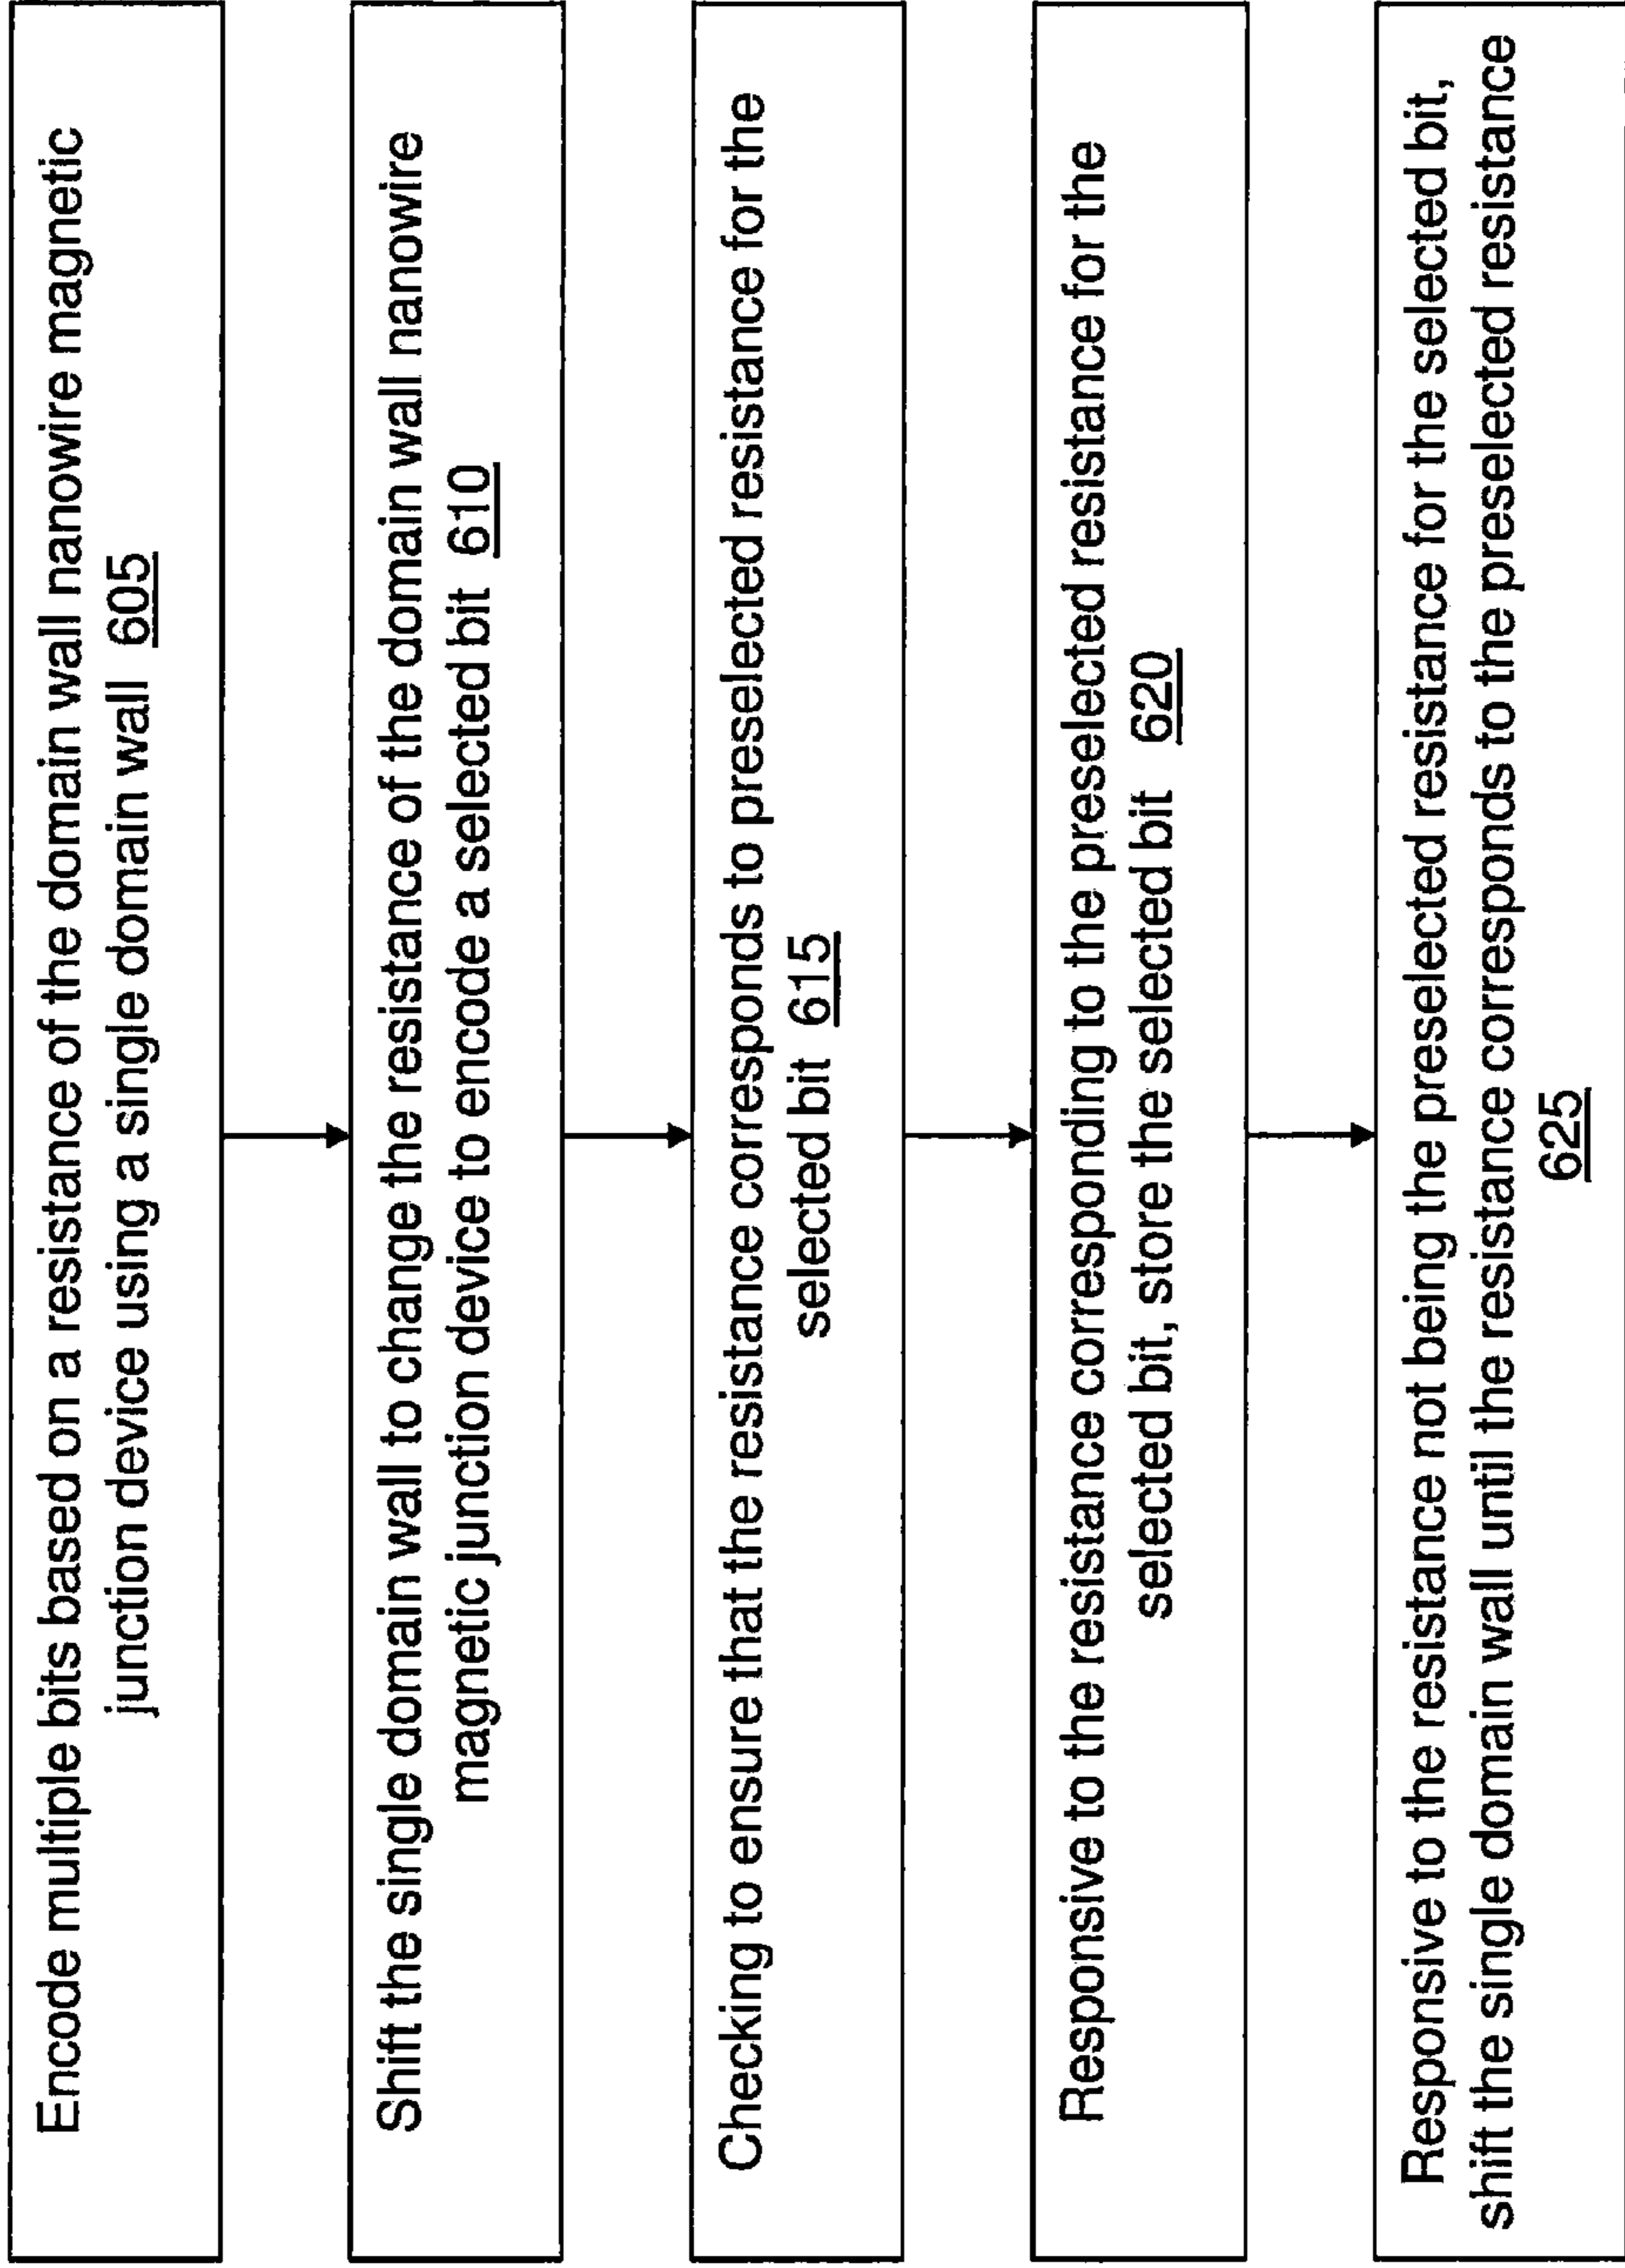 Encode multiple bits based on a resistance of the domain wall nanowire magnetic
junction device using a single domain wall 605
Shift the single domain wall to change the resistance of the domain wall nanowire
magnetic junction device to encode a selected bit 610
Checking to ensure that the resistance corresponds to preselected resistance for the
selected bit 615
Responsive to the resistance corresponding to the preselected resistance for the
selected bit, store the selected bit 620
Responsive to the resistance not being the preselected resistance for the selected bit,
shift the single domain wall until the resistance corresponds to the preselected resistance
625